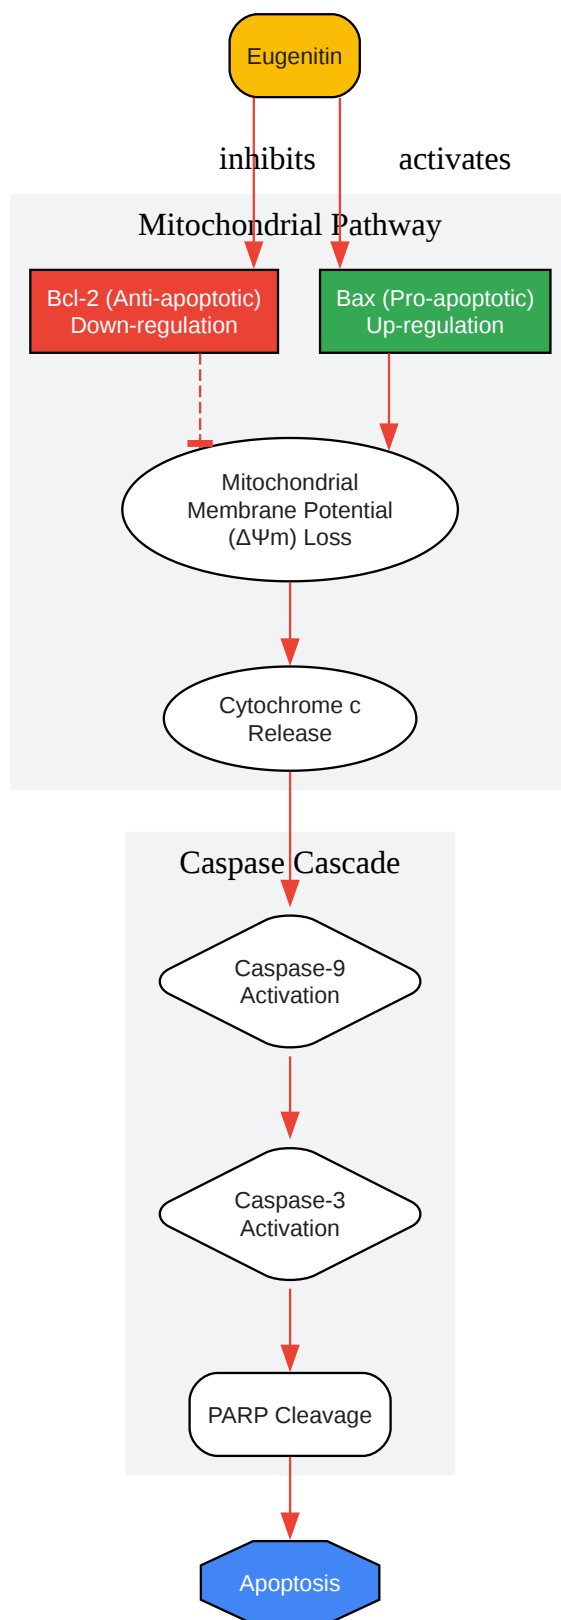 Eugenitin
inhibits
activates
Mitochondrial Pathway
Bcl-2 (Anti-apoptotic)
Down-regulation
Bax (Pro-apoptotic)
Up-regulation
Mitochondrial
Membrane Potential
(ΔΨm) Loss
Cytochrome c
Release
Caspase Cascade
Caspase-9
Activation
Caspase-3
Activation
PARP Cleavage
Apoptosis